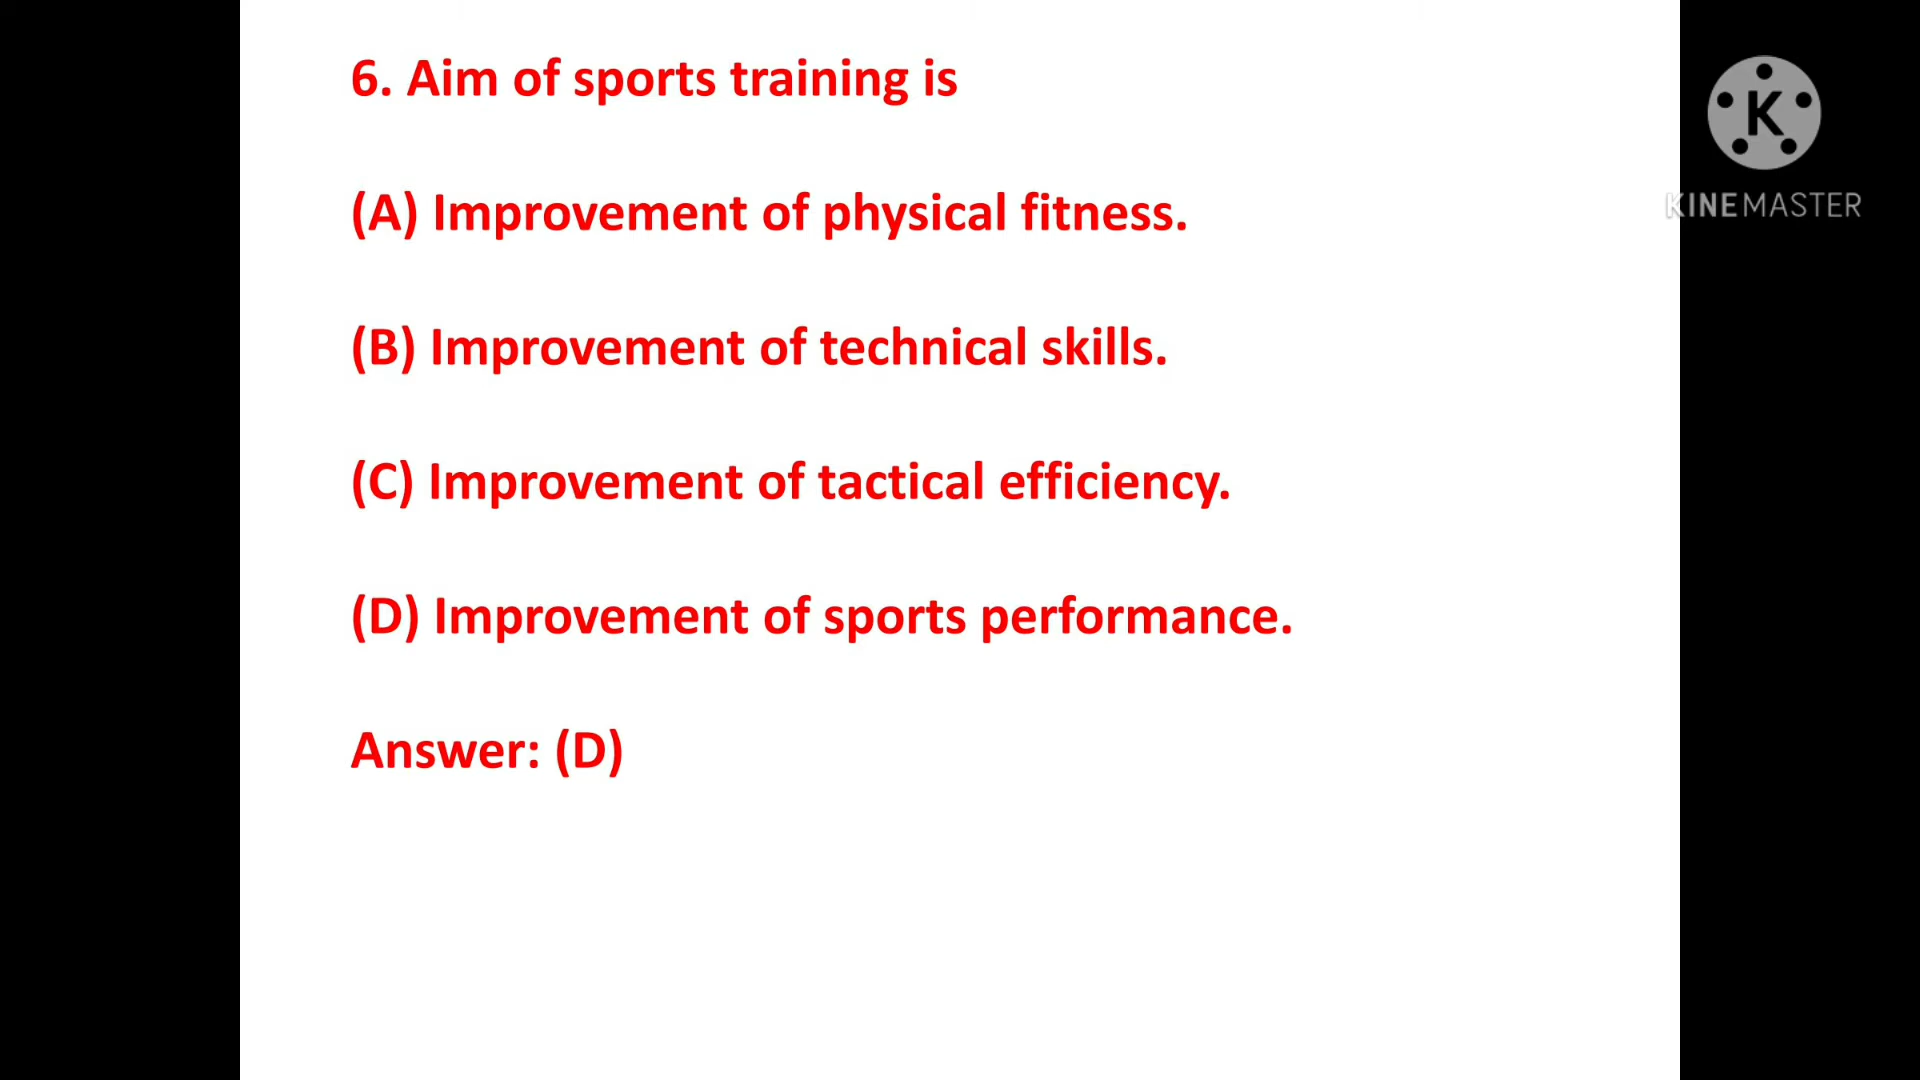 6. Aim of sports training is
(A) Improvement of physical fitness.
(B) Improvement of technical skills.
(C) Improvement of tactical efficiency.
(D) Improvement of sports performance.
Answer: (D)
K
KINEMASTER